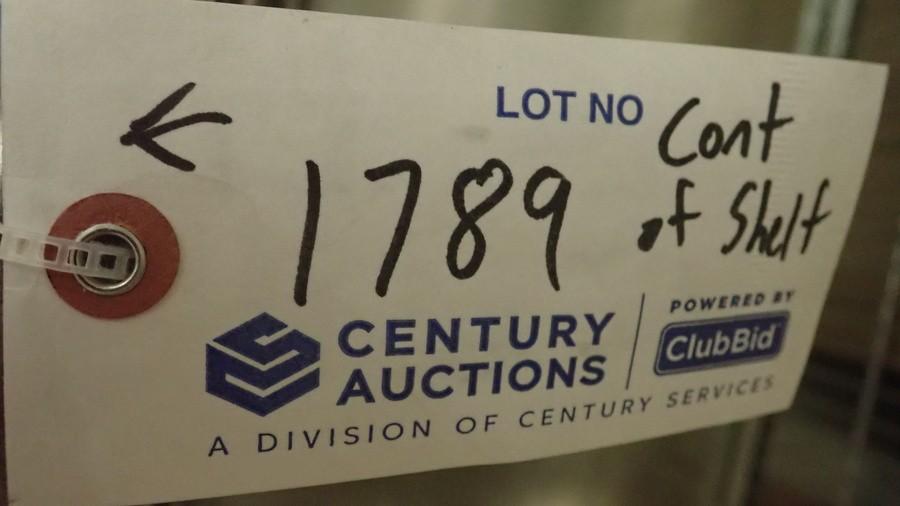 LOT NO
Cont
of Shelf
1789
CENTURY
AUCTIONS
A DIVISION OF CENTURY SERVICES
POWERED BY
ClubBid